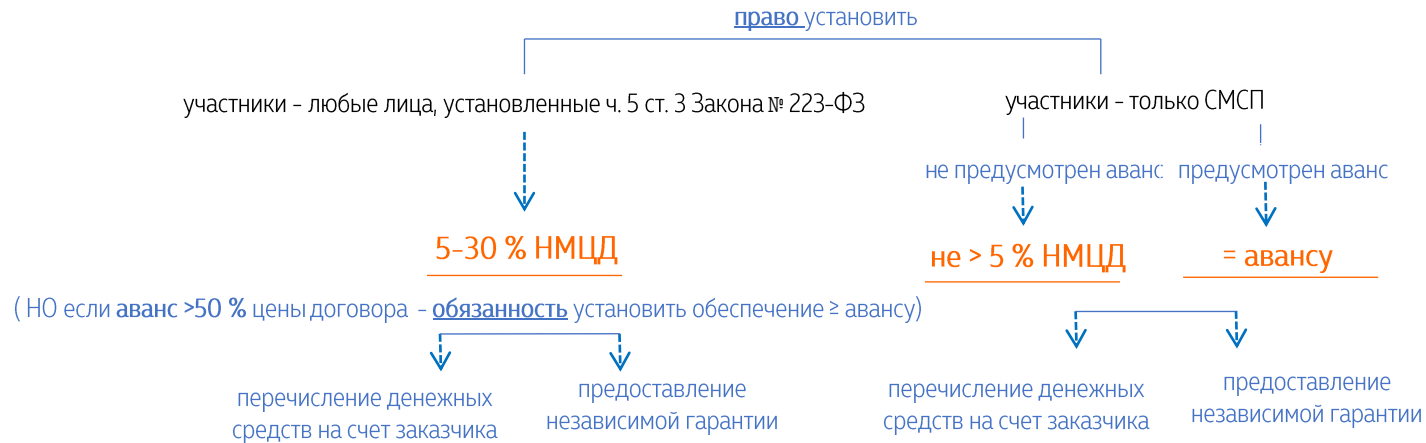 право установить
участники – любые лица, установленные ч. 5 ст. 3 Закона № 223-ФЗ
участники – только СМСП
не предусмотрен аванс
предусмотрен аванс
5-30 % НМЦД
не > 5 % НМЦД
= авансу
( НО если аванс >50 % цены договора - обязанность установить обеспечение ≥ авансу)
перечисление денежных
средств на счет заказчика
предоставление
независимой гарантии
перечисление денежных
средств на счет заказчика
предоставление
независимой гарантии